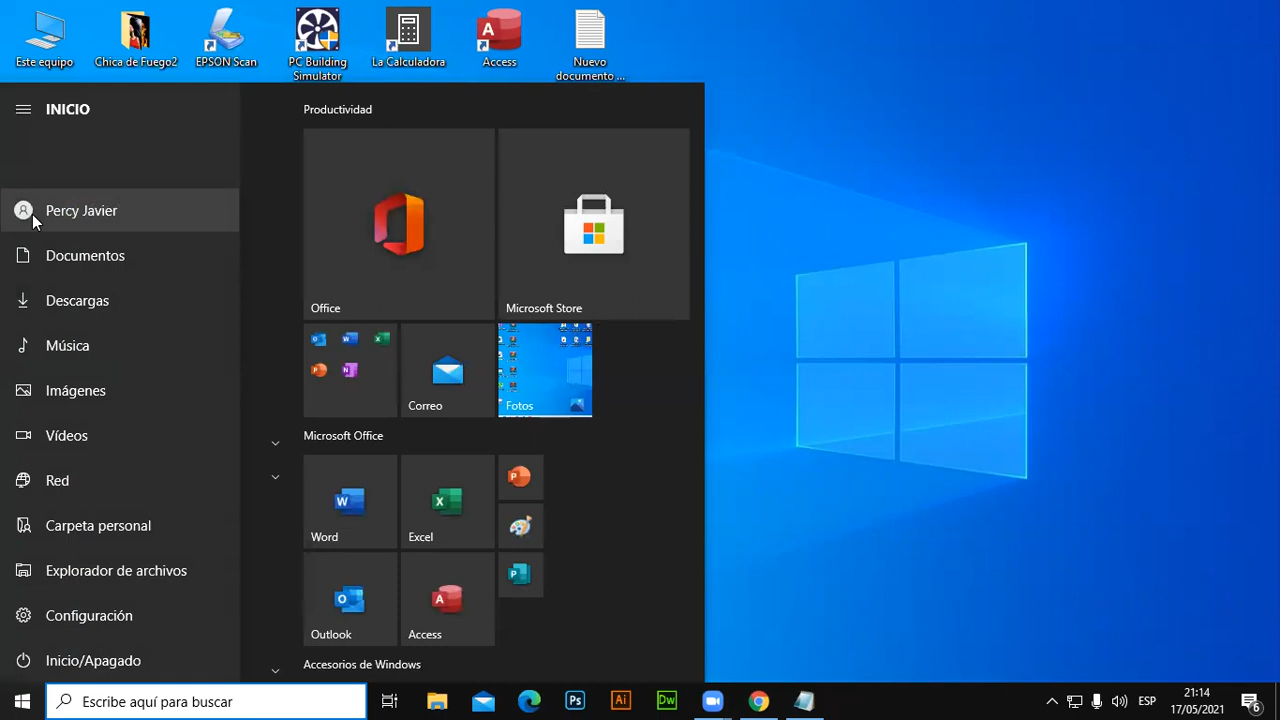 Este equipo
Chica de Fuego2
EPSON Scan
PC Building
Simulator
La Calculadora
A
Access
Nuevo
documento ...
INICIO
Percy Javier
Documentos
Descargas
Música
Imágenes
Vídeos
Red
Carpeta personal
Explorador de archivos
Configuración
Inicio/Apagado
Productividad
Office
Microsoft Store
Correo
Fotos
Microsoft Office
W
Word
X
Excel
P
O
Outlook
A
Access
P
Accesorios de Windows
Escribe aquí para buscar
Ps
Ai
Dw
ESP
21:14
17/05/2021
6